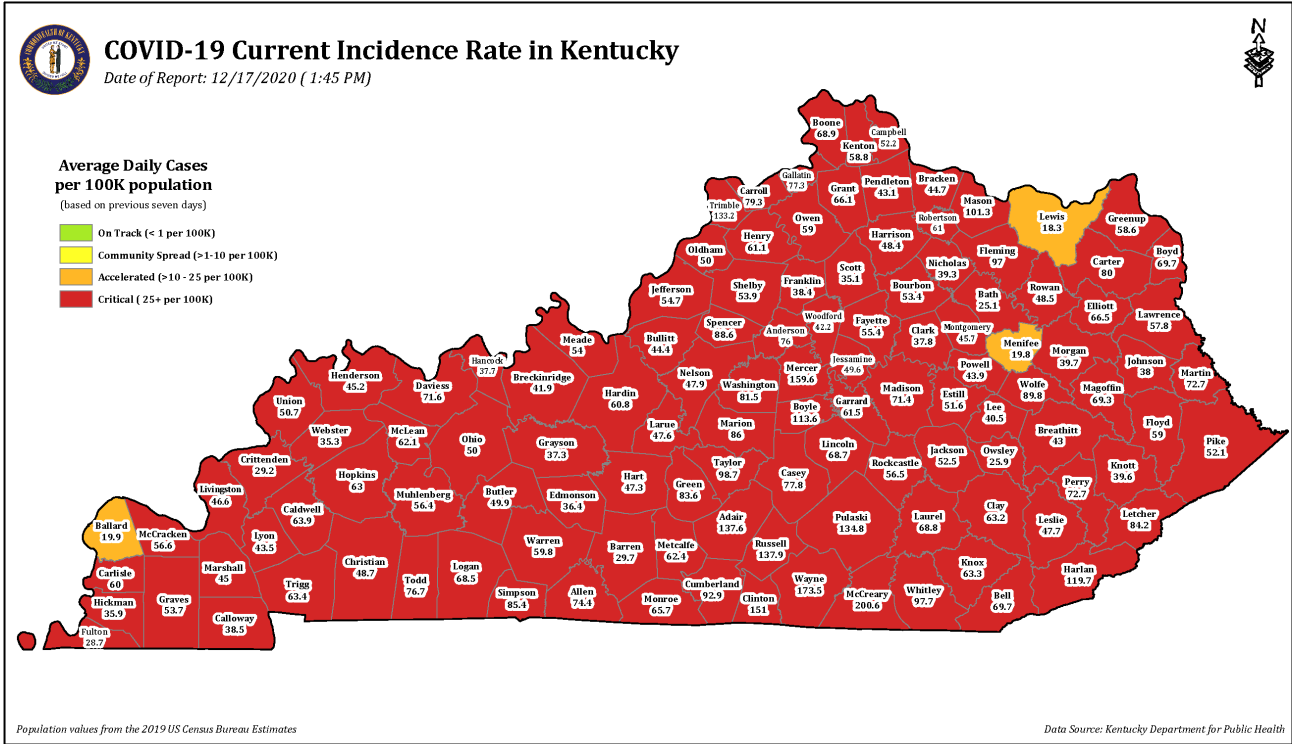 COVID-19 Current Incidence Rate in Kentucky
Date of Report: 12/17/2020 ( 1:45 PM)
N
Average Daily Cases
per 100K population
(based on previous seven days)
On Track (< 1 per 100K)
Community Spread (>1-10 per 100K)
Accelerated (>10 - 25 per 100K)
Critical ( 25+ per 100K)
Boone
68.9
Campbell
52.2
Kenton
58.8
Gallatin
77.3
Carroll
79.3
Trimble
133.2
Grant
66.1
Pendleton
43.1
Bracken
44.7
Mason
101.3
Robertson
61
Lewis
18.3
Greenup
58.6
Boyd
69.7
Owen
59
Henry
61.1
Oldham
50
Harrison
48.4
Fleming
97
Carter
80
Nicholas
39.3
Scott
35.1
Franklin
38.4
Shelby
53.9
Jefferson
54.7
Bourbon
53.4
Bath
25.1
Rowan
48.5
Elliott
66.5
Lawrence
57.8
Spencer
88.6
Bullitt
44.4
Anderson
76
Woodford
42.2
Fayette
55.4
Clark
37.8
Montgomery
45.7
Menifee
19.8
Morgan
39.7
Johnson
38
Martin
72.7
Meade
54
Hancock
37.7
Breckinridge
41.9
Hardin
60.8
Nelson
47.9
Washington
81.5
Mercer
159.6
Jessamine
49.6
Powell
43.9
Wolfe
89.8
Magoffin
69.3
Henderson
45.2
Daviess
71.6
Union
50.7
Boyle
113.6
Garrard
61.5
Madison
71.4
Estill
51.6
Lee
40.5
Breathitt
43
Floyd
59
Pike
52.1
Webster
35.3
McLean
62.1
Ohio
50
Grayson
37.3
Larue
47.6
Marion
86
Lincoln
68.7
Rockcastle
56.5
Jackson
52.5
Owsley
25.9
Knott
39.6
Perry
72.7
Crittenden
29.2
Livingston
46.6
Hopkins
63
Caldwell
63.9
Muhlenberg
56.4
Butler
49.9
Edmonson
36.4
Hart
47.3
Green
83.6
Taylor
98.7
Casey
77.8
Adair
137.6
Pulaski
134.8
Laurel
68.8
Clay
63.2
Leslie
47.7
Letcher
84.2
Ballard
19.9
McCracken
56.6
Lyon
43.5
Warren
59.8
Barren
29.7
Metcalfe
62.4
Russell
137.9
Carlisle
60
Marshall
45
Christian
48.7
Todd
76.7
Logan
68.5
Simpson
85.4
Allen
74.4
Monroe
65.7
Cumberland
92.9
Clinton
151
Wayne
173.5
McCreary
200.6
Whitley
97.7
Knox
63.3
Bell
69.7
Harlan
119.7
Hickman
35.9
Graves
53.7
Trigg
63.4
Calloway
38.5
Fulton
28.7
Population values from the 2019 US Census Bureau Estimates
Data Source: Kentucky Department for Public Health